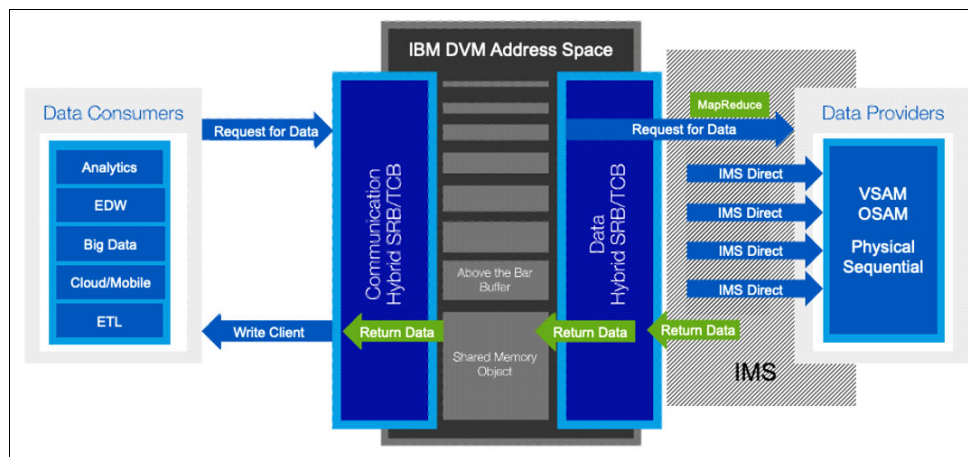 IBM DVM Address Space
Data Consumers
Analytics
EDW
Big Data
Cloud/Mobile
ETL
Request for Data
Write Client
Communication
Hybrid SRB/TCB
Above the Bar
Buffer
Shared Memory
Object
Return Data
Return Data
Return Data
Data
Hybrid SRB/TCB
MapReduce
Request for Data
IMS Direct
IMS Direct
IMS Direct
IMS Direct
IMS
Data Providers
VSAM
OSAM
Physical
Sequential